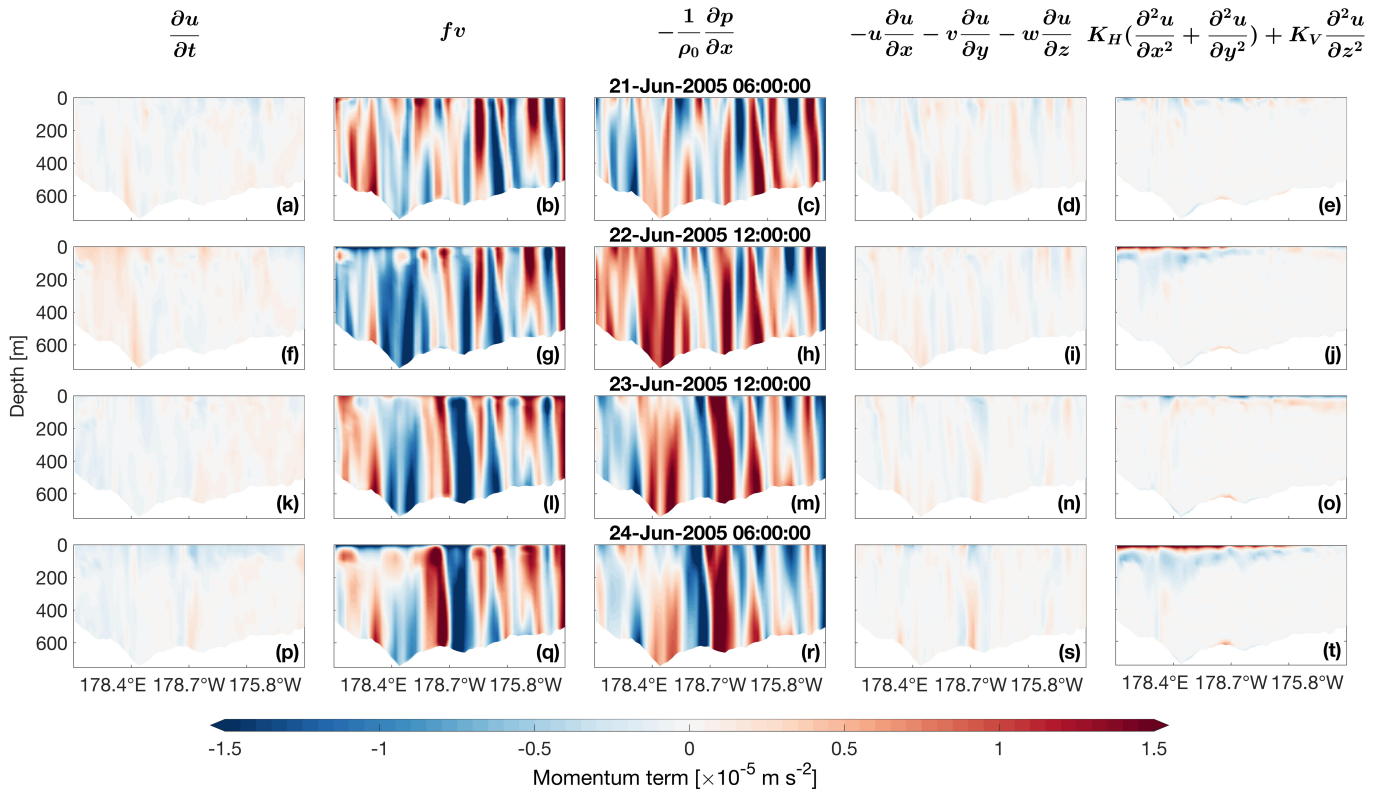 ∂u/∂t   fv   -1/ρ₀ ∂p/∂x   -u ∂u/∂x - v ∂u/∂y - w ∂u/∂z   K_H(∂²u/∂x² + ∂²u/∂y²) + K_V ∂²u/∂z²
21-Jun-2005 06:00:00
0
200
400
600
(a) (b) (c) (d) (e)
22-Jun-2005 12:00:00
0
200
400
600
(f) (g) (h) (i) (j)
Depth [m]
23-Jun-2005 12:00:00
0
200
400
600
(k) (l) (m) (n) (o)
24-Jun-2005 06:00:00
0
200
400
600
(p) (q) (r) (s) (t)
178.4°E 178.7°W 175.8°W 178.4°E 178.7°W 175.8°W 178.4°E 178.7°W 175.8°W 178.4°E 178.7°W 175.8°W 178.4°E 178.7°W 175.8°W
-1.5 -1 -0.5 0 0.5 1 1.5
Momentum term [×10⁻⁵ m s⁻²]